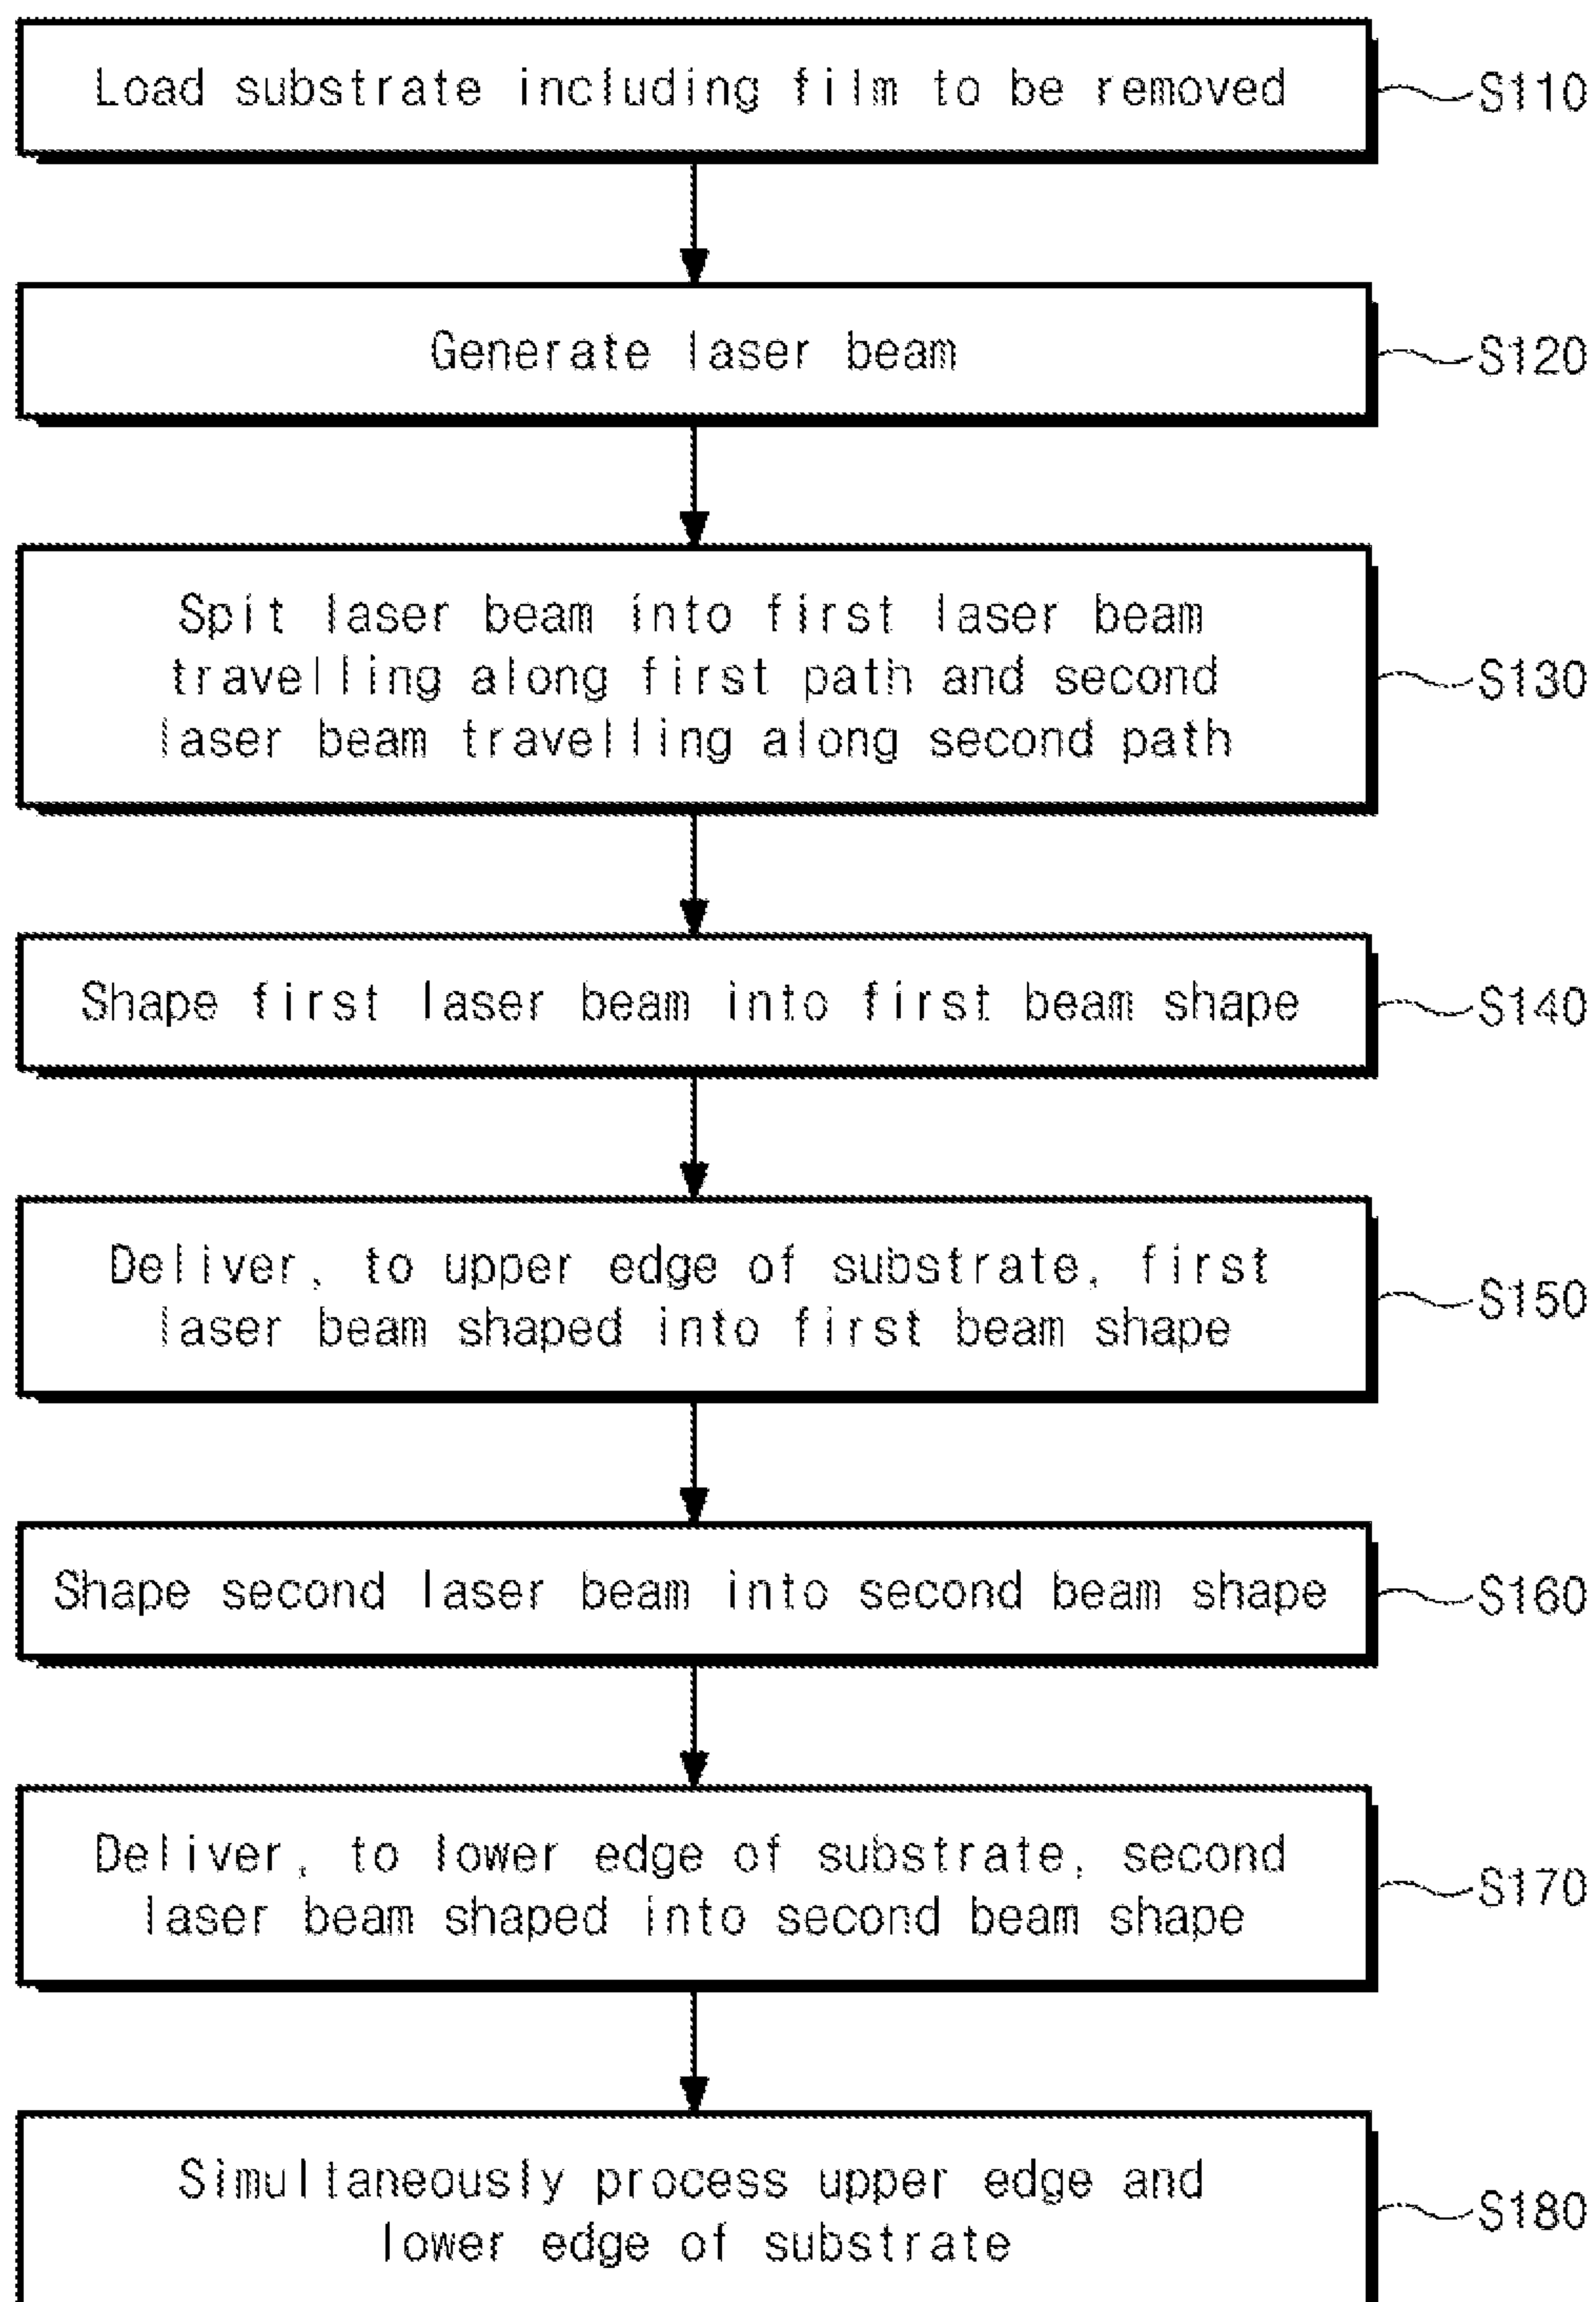 Load substrate including film to be removed
S110
Generate laser beam
S120
Spit laser beam into first laser beam
travelling along first path and second
laser beam travelling along second path
S130
Shape first laser beam into first beam shape
S140
Deliver, to upper edge of substrate, first
laser beam shaped into first beam shape
S150
Shape second laser beam into second beam shape
S160
Deliver, to lower edge of substrate, second
laser beam shaped into second beam shape
S170
Simultaneously process upper edge and
lower edge of substrate
S180